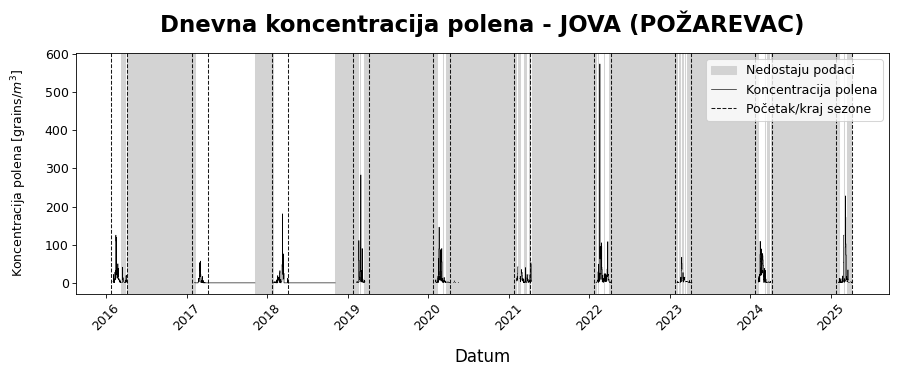 Dnevna koncentracija polena - JOVA (POŽAREVAC)
Koncentracija polena [grains/m³]
600
500
400
300
200
100
0
Nedostaju podaci
Koncentracija polena
Početak/kraj sezone
2016
2017
2018
2019
2020
2021
2022
2023
2024
2025
Datum